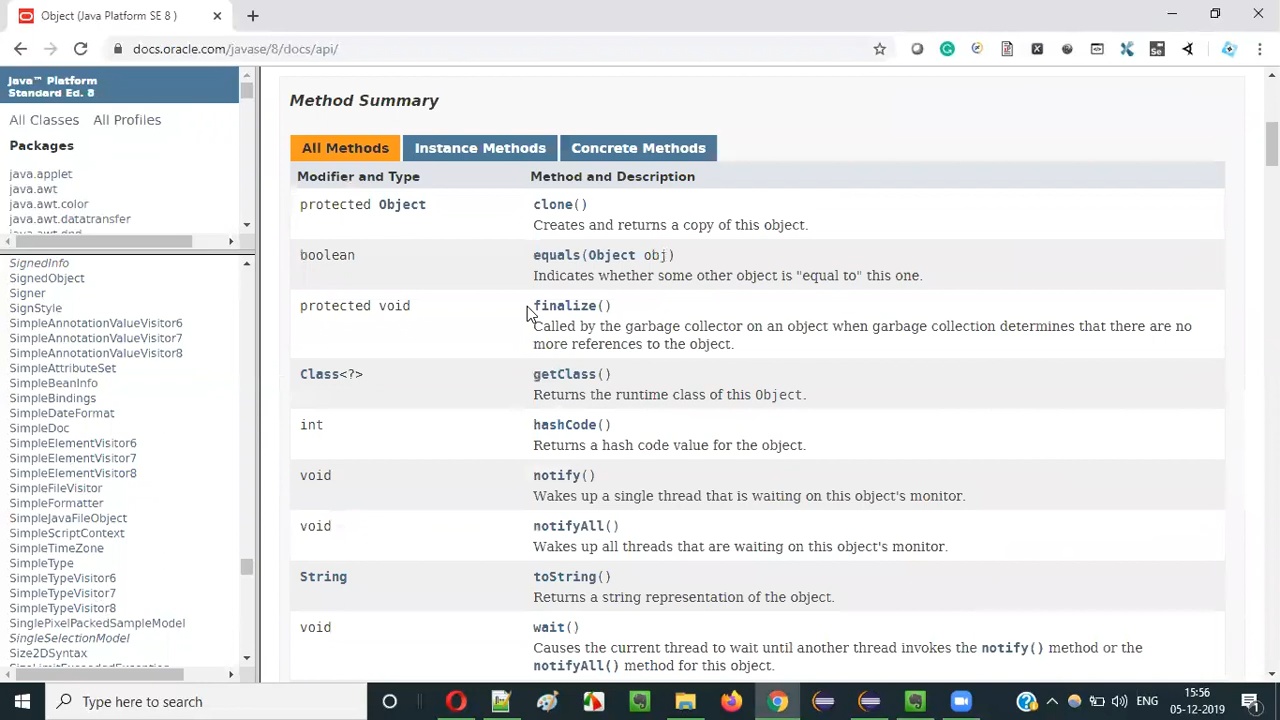 Object (Java Platform SE 8 )
docs.oracle.com/javase/8/docs/api/
Java™ Platform
Standard Ed. 8
All Classes All Profiles
Packages
java.applet
java.awt
java.awt.color
java.awt.datatransfer
java.awt.dnd
SignedInfo
SignedObject
Signer
SignStyle
SimpleAnnotationValueVisitor6
SimpleAnnotationValueVisitor7
SimpleAnnotationValueVisitor8
SimpleAttributeSet
SimpleBeanInfo
SimpleBindings
SimpleDateFormat
SimpleDoc
SimpleElementVisitor6
SimpleElementVisitor7
SimpleElementVisitor8
SimpleFileVisitor
SimpleFormatter
SimpleJavaFileObject
SimpleScriptContext
SimpleTimeZone
SimpleType
SimpleTypeVisitor6
SimpleTypeVisitor7
SimpleTypeVisitor8
SinglePixelPackedSampleModel
SingleSelectionModel
Size2DSyntax
SizeLimitExceededException
Method Summary
All Methods Instance Methods Concrete Methods
Modifier and Type Method and Description
protected Object clone()
Creates and returns a copy of this object.
boolean equals(Object obj)
Indicates whether some other object is "equal to" this one.
protected void finalize()
Called by the garbage collector on an object when garbage collection determines that there are no
more references to the object.
Class<?> getClass()
Returns the runtime class of this Object.
int hashCode()
Returns a hash code value for the object.
void notify()
Wakes up a single thread that is waiting on this object's monitor.
void notifyAll()
Wakes up all threads that are waiting on this object's monitor.
String toString()
Returns a string representation of the object.
void wait()
Causes the current thread to wait until another thread invokes the notify() method or the
notifyAll() method for this object.
Type here to search
ENG
15:56
05-12-2019